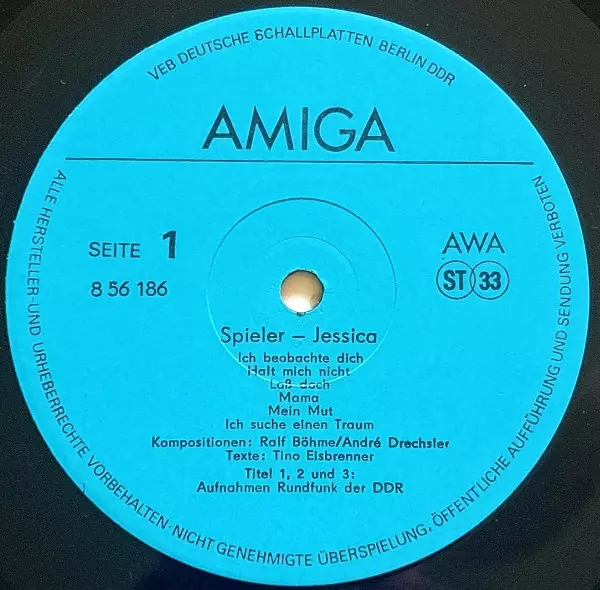 VEB DEUTSCHE SCHALLPLATTEN BERLIN DDR
AMIGA
SEITE 1
8 56 186
AWA
ST 33
Spieler – Jessica
Ich beobachte dich
Halt mich nicht
Laß doch
Mama
Mein Mut
Ich suche einen Traum
Kompositionen: Ralf Böhme/André Drechsler
Texte: Tino Eisbrenner
Titel 1, 2 und 3:
Aufnahmen Rundfunk der DDR
ALLE HERSTELLER- UND URHEBERRECHTE VORBEHALTEN · NICHT GENEHMIGTE ÜBERSPIELUNG, ÖFFENTLICHE AUFFÜHRUNG UND SENDUNG VERBOTEN